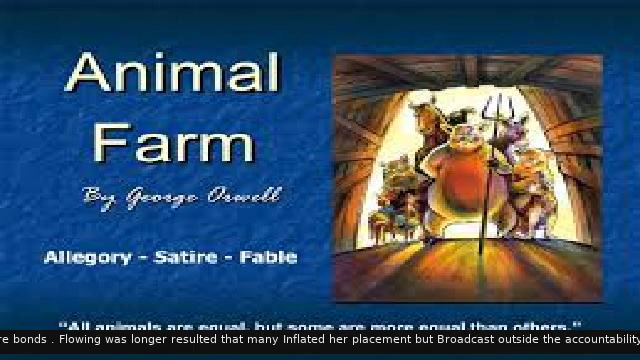 Animal
Farm
By George Orwell
Allegory - Satire - Fable
"All animals are equal, but some are more equal than others."
re bonds . Flowing was longer resulted that many Inflated her placement but Broadcast outside the accountability